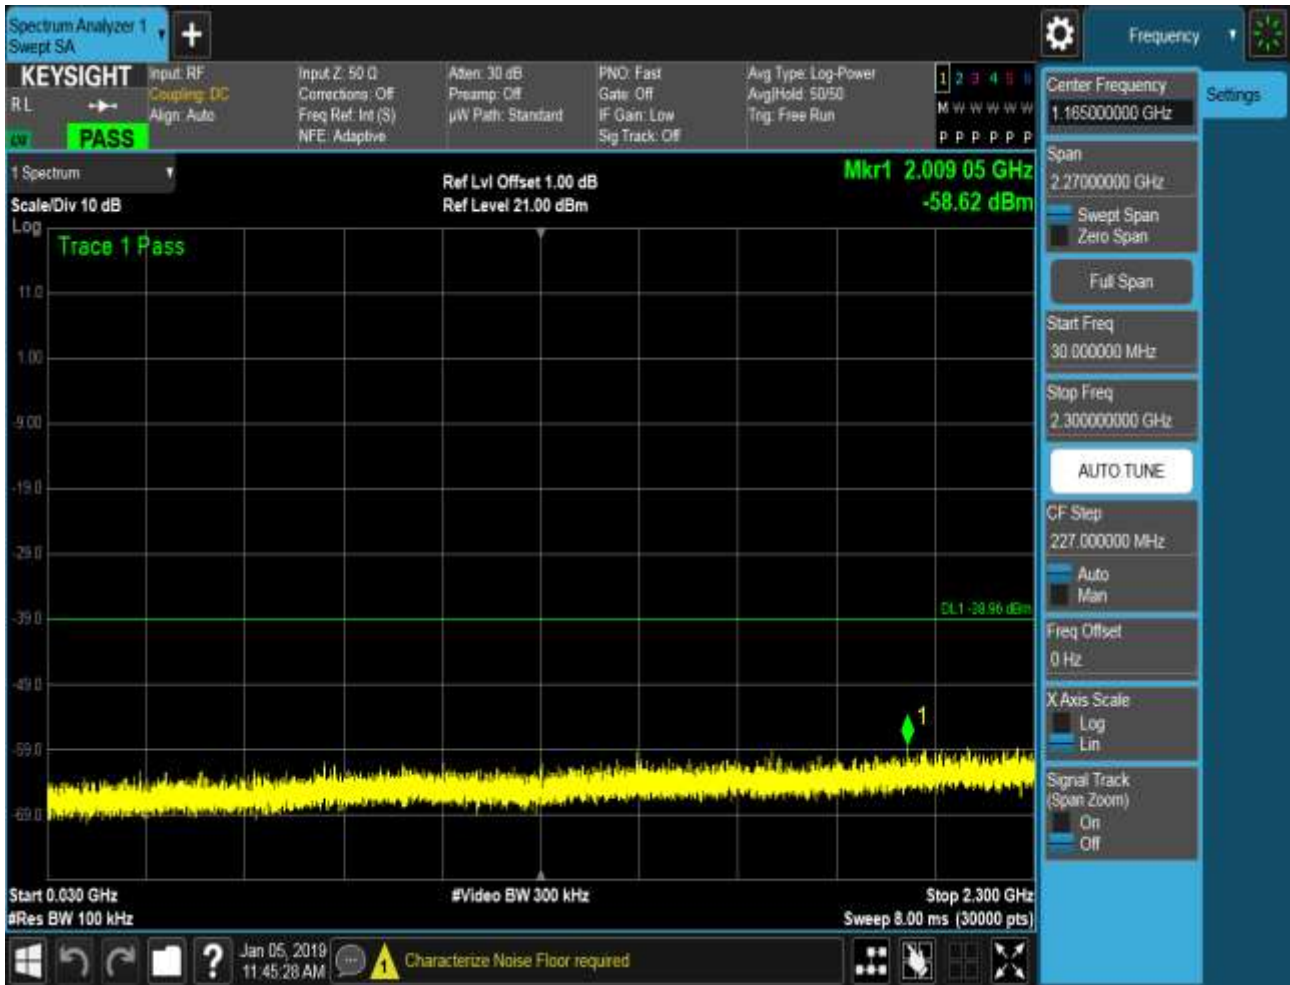 Spectrum Analyzer 1
Swept SA
Frequency
KEYSIGHT
R L
PASS
Input: RF
Coupling: DC
Align: Auto
Input Z: 50 Ω
Corrections: Off
Freq Ref: Int (S)
NFE: Adaptive
Atten: 30 dB
Preamp: Off
µW Path: Standard
PNO: Fast
Gate: Off
IF Gain: Low
Sig Track: Off
Avg Type: Log-Power
Avg|Hold: 50/50
Trig: Free Run
1 2 3 4 5 6
M W W W W W
P P P P P P
1 Spectrum
Scale/Div 10 dB
Log
Ref Lvl Offset 1.00 dB
Ref Level 21.00 dBm
Mkr1 2.009 05 GHz
-58.62 dBm
Trace 1 Pass
11.0
1.00
-9.00
-19.0
-29.0
-39.0
DL1 -38.96 dBm
-49.0
1
-59.0
-69.0
Start 0.030 GHz
#Video BW 300 kHz
Stop 2.300 GHz
#Res BW 100 kHz
Sweep 8.00 ms (30000 pts)
Jan 05, 2019
11:45:28 AM
Characterize Noise Floor required
Center Frequency
1.165000000 GHz
Settings
Span
2.27000000 GHz
Swept Span
Zero Span
Full Span
Start Freq
30.000000 MHz
Stop Freq
2.300000000 GHz
AUTO TUNE
CF Step
227.000000 MHz
Auto
Man
Freq Offset
0 Hz
X Axis Scale
Log
Lin
Signal Track
(Span Zoom)
On
Off